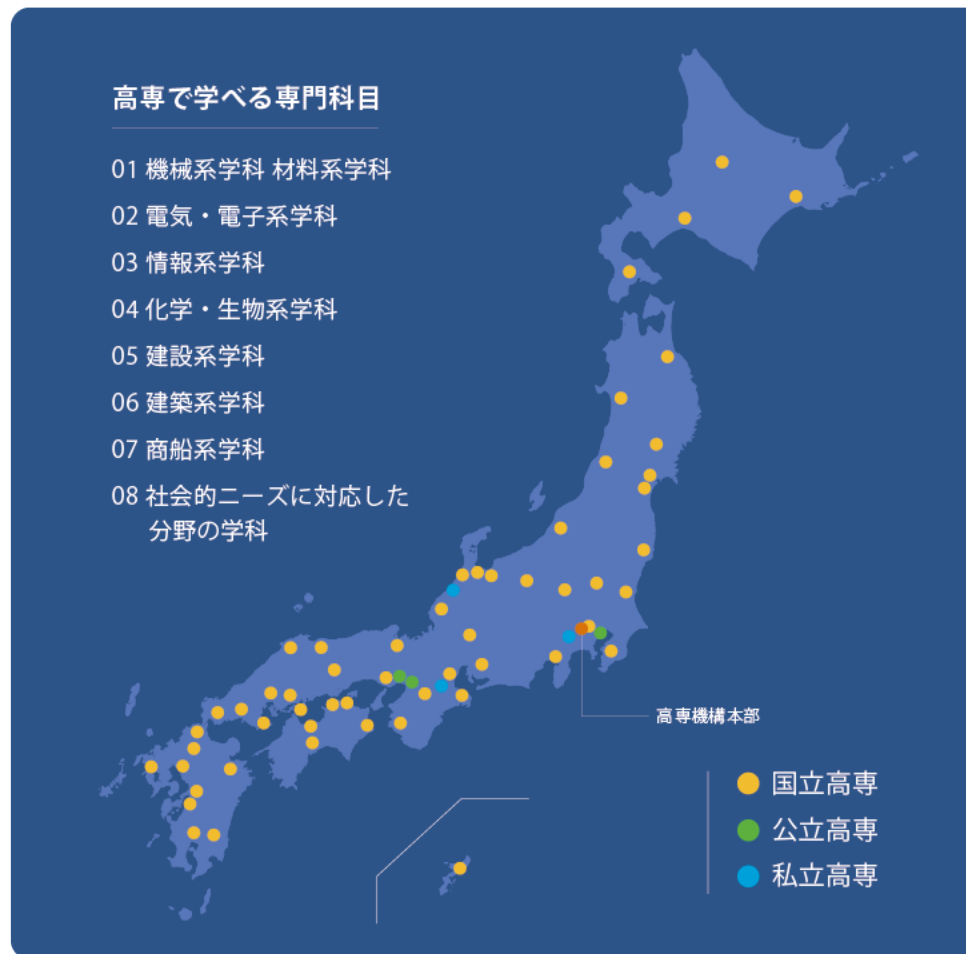 高専で学べる専門科目
01 機械系学科 材料系学科
02 電気・電子系学科
03 情報系学科
04 化学・生物系学科
05 建設系学科
06 建築系学科
07 商船系学科
08 社会的ニーズに対応した
分野の学科
高専機構本部
国立高専
公立高専
私立高専